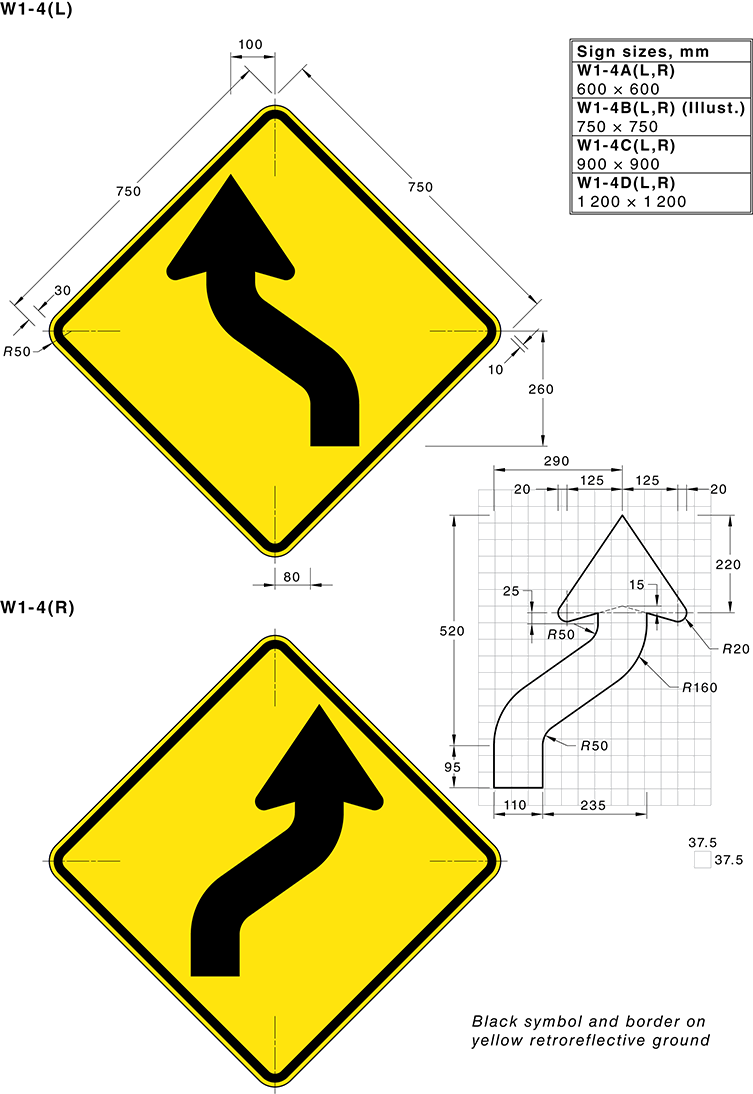 W1-4(L)
100
Sign sizes, mm
W1-4A(L,R)
600 × 600
W1-4B(L,R) (Illust.)
750 × 750
W1-4C(L,R)
900 × 900
W1-4D(L,R)
1 200 × 1 200
750
750
30
R50
10
260
290
20
125
125
20
220
25
15
80
W1-4(R)
R50
520
R20
R160
R50
95
110
235
37.5
37.5
Black symbol and border on
yellow retroreflective ground